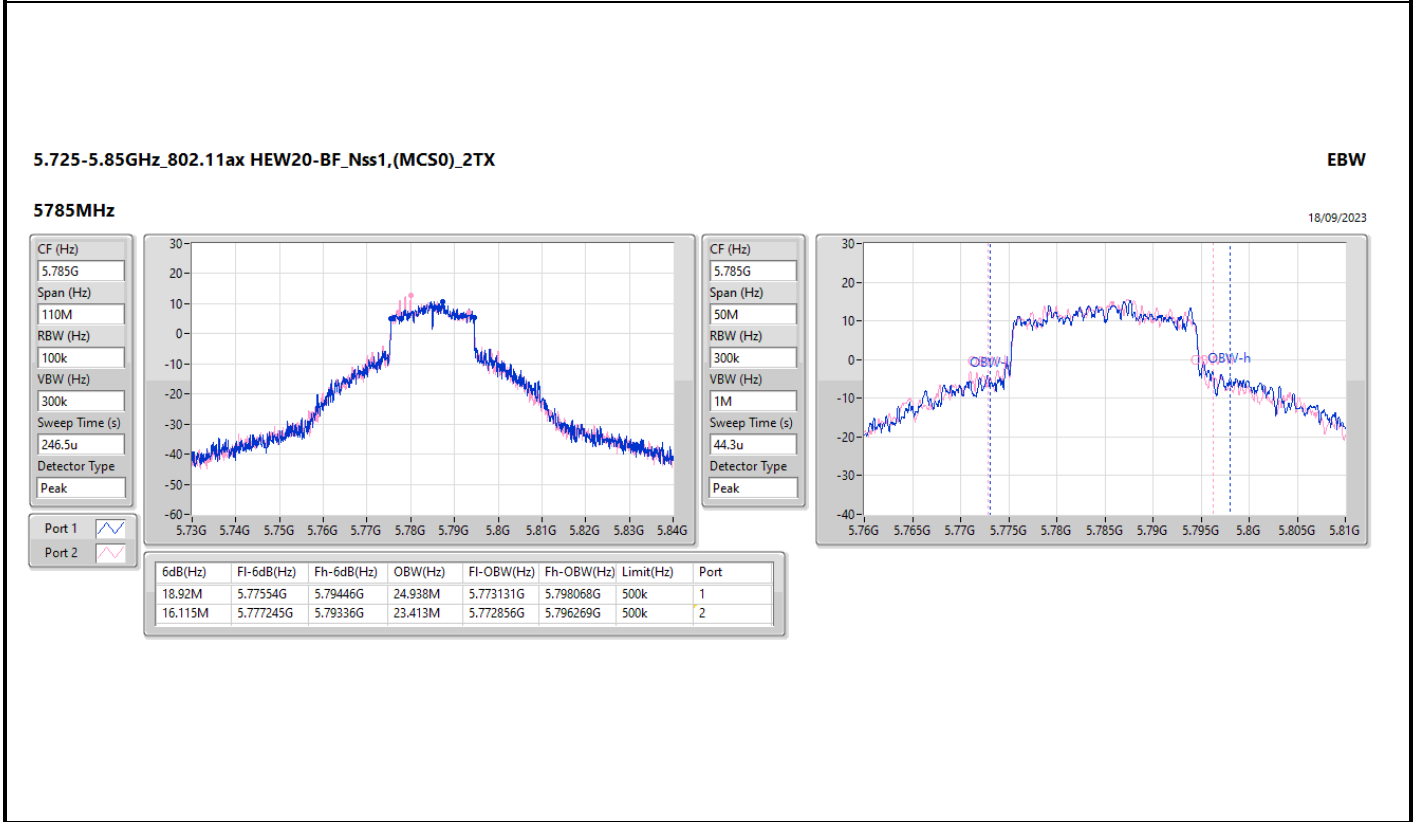 5.725-5.85GHz_802.11ax HEW20-BF_Nss1,(MCS0)_2TX
EBW
5785MHz
18/09/2023
CF (Hz)
5.785G
Span (Hz)
110M
RBW (Hz)
100k
VBW (Hz)
300k
Sweep Time (s)
246.5u
Detector Type
Peak
Port 1
Port 2
30
20
10
0
-10
-20
-30
-40
-50
-60
5.73G 5.74G 5.75G 5.76G 5.77G 5.78G 5.79G 5.8G 5.81G 5.82G 5.83G 5.84G
CF (Hz)
5.785G
Span (Hz)
50M
RBW (Hz)
300k
VBW (Hz)
1M
Sweep Time (s)
44.3u
Detector Type
Peak
30
20
10
0
-10
-20
-30
-40
OBW-l
OBW-h
5.76G 5.765G 5.77G 5.775G 5.78G 5.785G 5.79G 5.795G 5.8G 5.805G 5.81G
6dB(Hz) Fl-6dB(Hz) Fh-6dB(Hz) OBW(Hz) Fl-OBW(Hz) Fh-OBW(Hz) Limit(Hz) Port
18.92M 5.77554G 5.79446G 24.938M 5.773131G 5.798068G 500k 1
16.115M 5.777245G 5.79336G 23.413M 5.772856G 5.796269G 500k 2